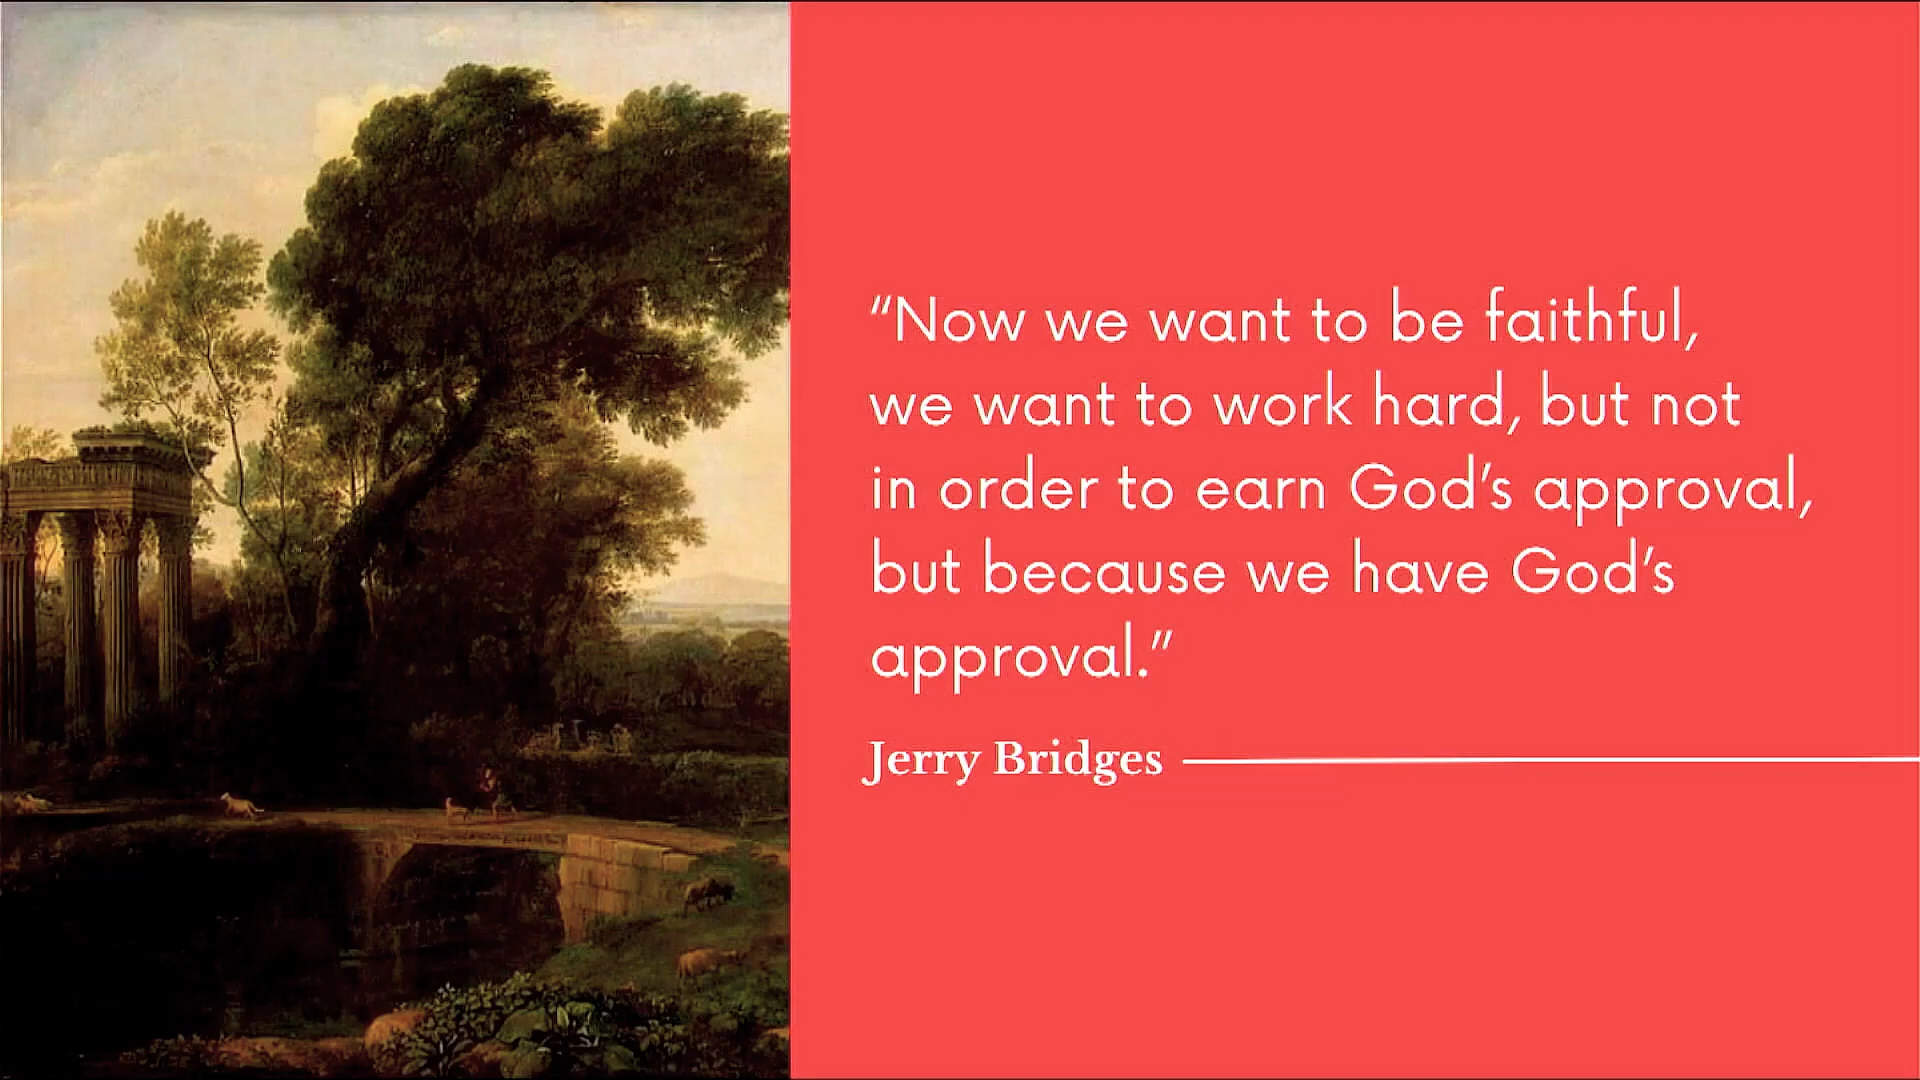 “Now we want to be faithful,
we want to work hard, but not
in order to earn God’s approval,
but because we have God’s
approval.”
Jerry Bridges